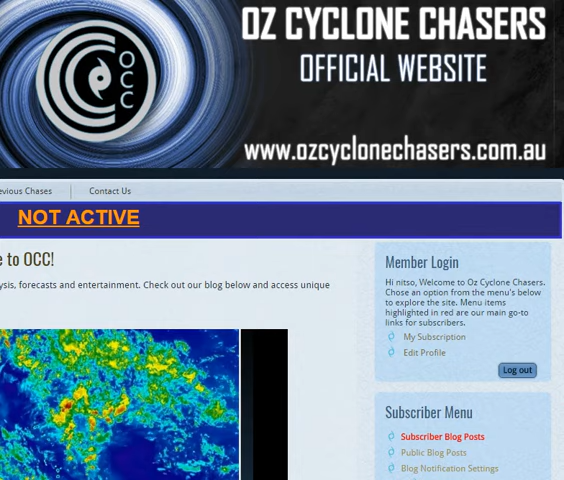 OZ CYCLONE CHASERS
OFFICIAL WEBSITE
OCC
www.ozcyclonechasers.com.au
evious Chases
Contact Us
NOT ACTIVE
e to OCC!
ysis, forecasts and entertainment. Check out our blog below and access unique
Member Login
Hi nitso, Welcome to Oz Cyclone Chasers.
Chose an option from the menu's below
to explore the site. Menu items
highlighted in red are our main go-to
links for subscribers.
My Subscription
Edit Profile
Log out
Subscriber Menu
Subscriber Blog Posts
Public Blog Posts
Blog Notification Settings